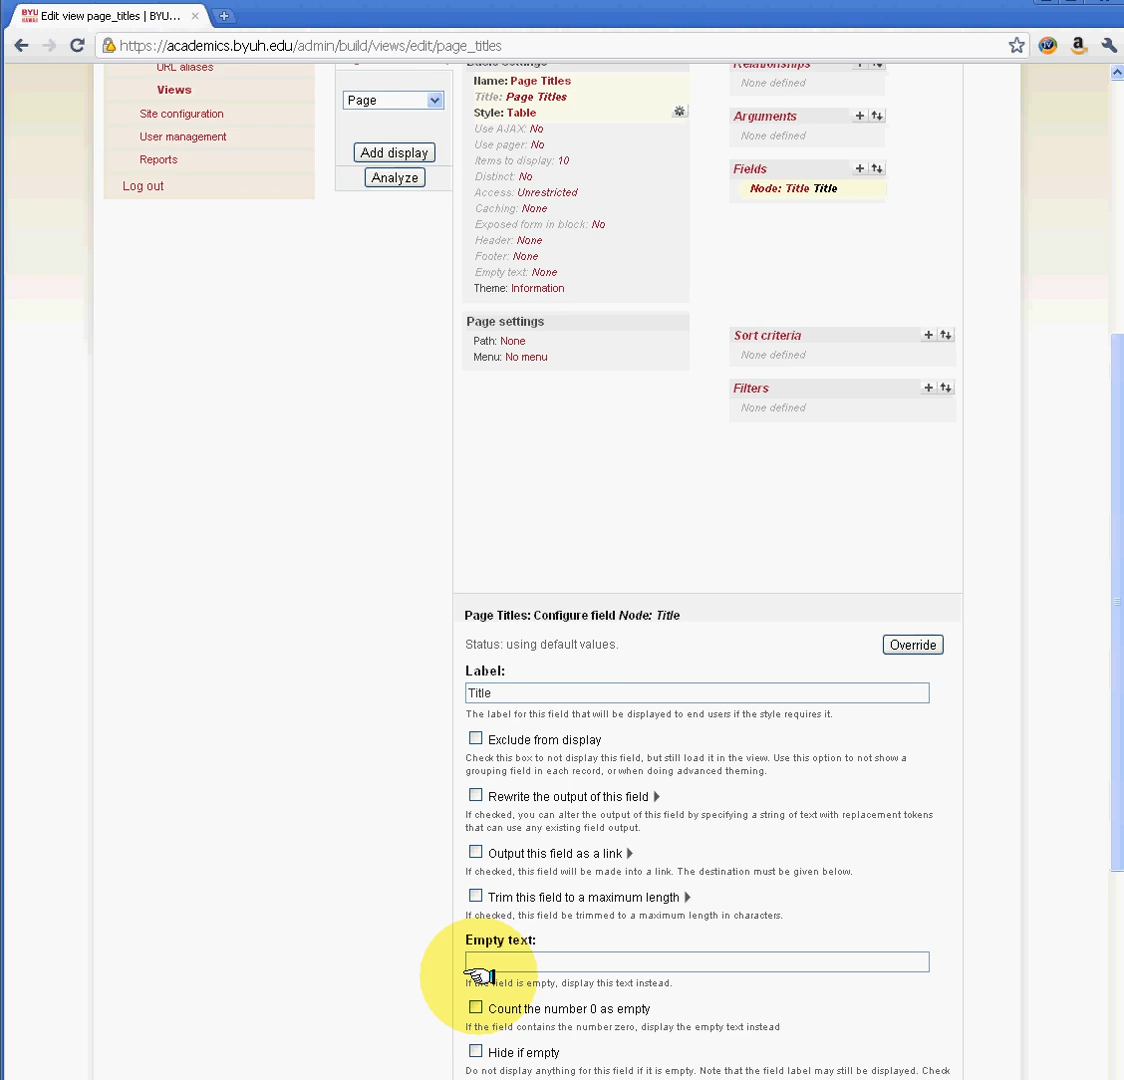 BYU
HAWAII
Edit view page_titles | BYU...
https://academics.byuh.edu/admin/build/views/edit/page_titles
URL aliases
Views
Site configuration
User management
Reports
Log out
Page
Add display
Analyze
Basic settings
Name: Page Titles
Title: Page Titles
Style: Table
Use AJAX: No
Use pager: No
Items to display: 10
Distinct: No
Access: Unrestricted
Caching: None
Exposed form in block: No
Header: None
Footer: None
Empty text: None
Theme: Information
Page settings
Path: None
Menu: No menu
Relationships
None defined
Arguments
None defined
Fields
Node: Title Title
Sort criteria
None defined
Filters
None defined
Page Titles: Configure field Node: Title
Status: using default values.
Override
Label:
Title
The label for this field that will be displayed to end users if the style requires it.
Exclude from display
Check this box to not display this field, but still load it in the view. Use this option to not show a
grouping field in each record, or when doing advanced theming.
Rewrite the output of this field
If checked, you can alter the output of this field by specifying a string of text with replacement tokens
that can use any existing field output.
Output this field as a link
If checked, this field will be made into a link. The destination must be given below.
Trim this field to a maximum length
If checked, this field be trimmed to a maximum length in characters.
Empty text:
If the field is empty, display this text instead.
Count the number 0 as empty
If the field contains the number zero, display the empty text instead
Hide if empty
Do not display anything for this field if it is empty. Note that the field label may still be displayed. Check